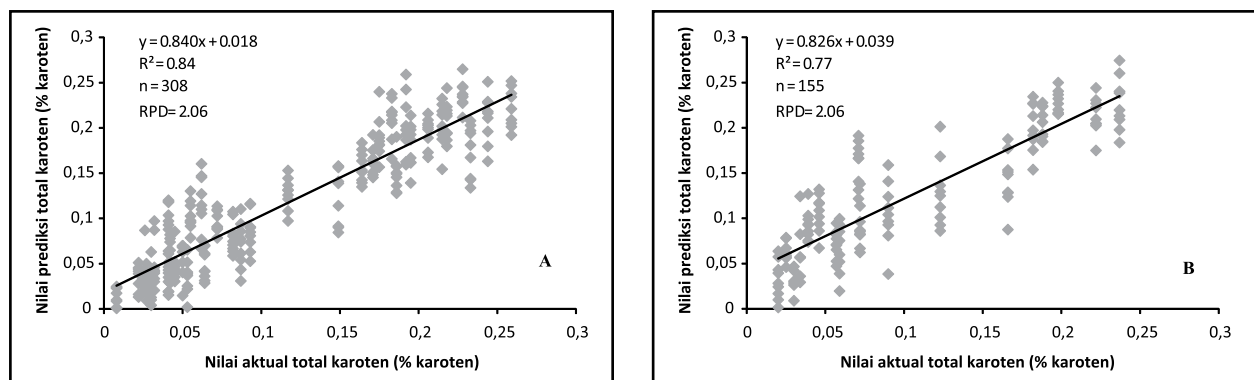 Nilai prediksi total karoten (% karoten)
0,3
0,25
0,2
0,15
0,1
0,05
0
y = 0.840x + 0.018
R² = 0.84
n = 308
RPD= 2.06
A
0 0,05 0,1 0,15 0,2 0,25 0,3
Nilai aktual total karoten (% karoten)
Nilai prediksi total karoten (% karoten)
0,3
0,25
0,2
0,15
0,1
0,05
0
y = 0.826x + 0.039
R² = 0.77
n = 155
RPD= 2.06
B
0 0,05 0,1 0,15 0,2 0,25 0,3
Nilai aktual total karoten (% karoten)